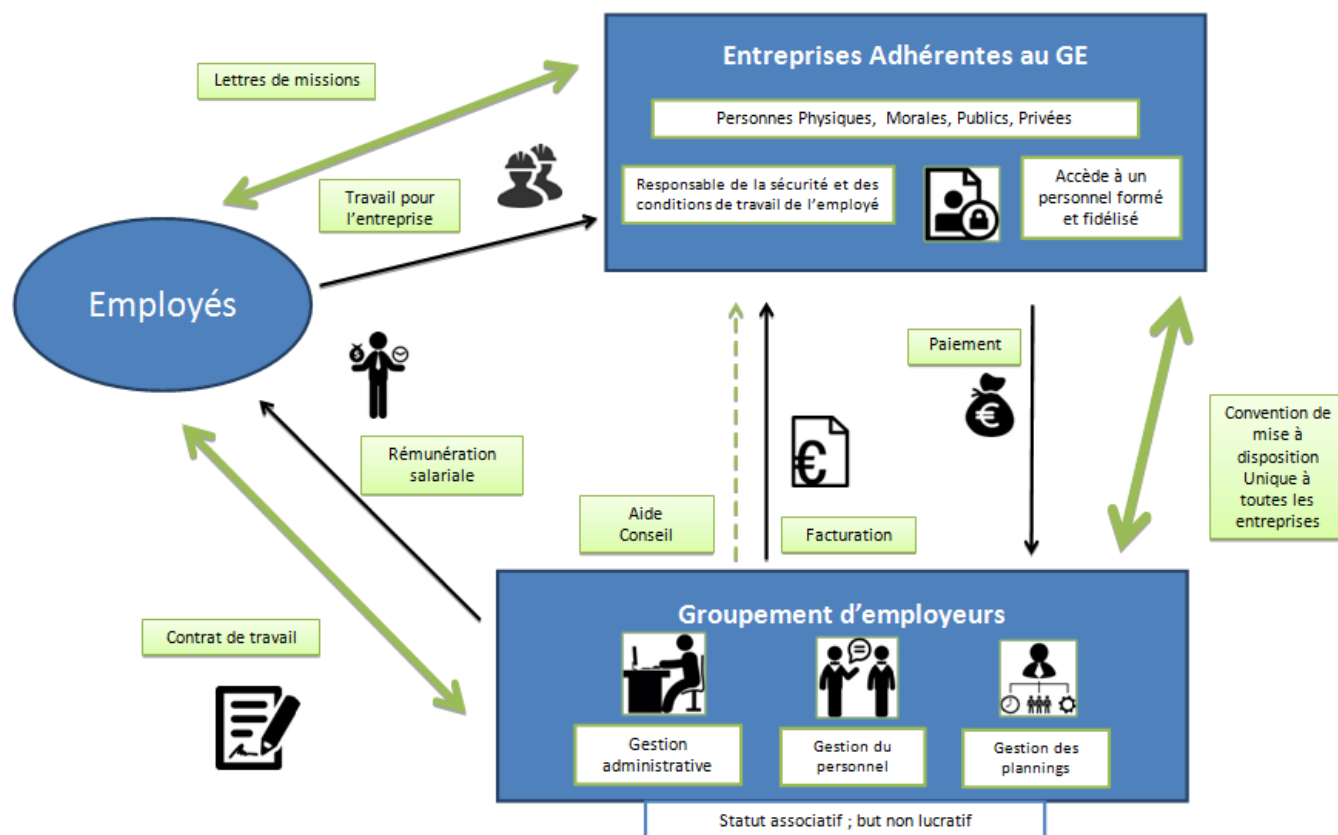 Entreprises Adhérentes au GE
Personnes Physiques, Morales, Publics, Privées
Responsable de la sécurité et des
conditions de travail de l'employé
Accède à un
personnel formé
et fidélisé
Lettres de missions
Travail pour
l'entreprise
Employés
$
Rémunération
salariale
Contrat de travail
Aide
Conseil
€
Facturation
Paiement
€
Convention de
mise à
disposition
Unique à
toutes les
entreprises
Groupement d'employeurs
Gestion
administrative
Gestion du
personnel
Gestion des
plannings
Statut associatif ; but non lucratif